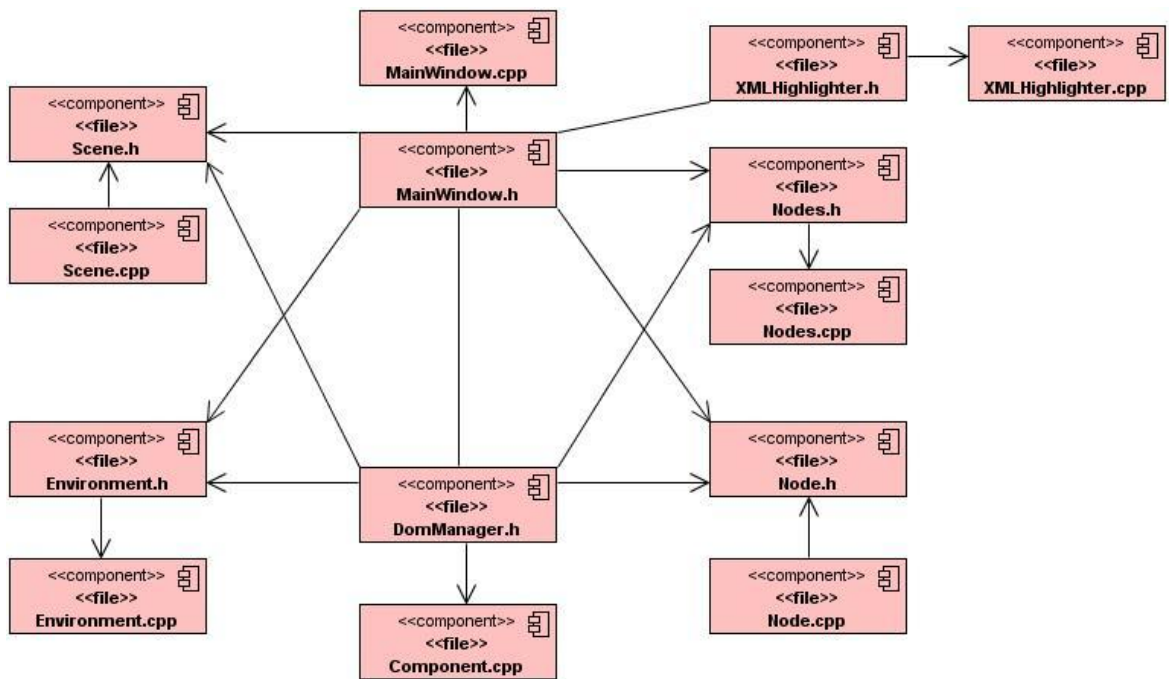 <<component>>
<<file>>
MainWindow.cpp
<<component>>
<<file>>
XMLHighlighter.h
<<component>>
<<file>>
XMLHighlighter.cpp
<<component>>
<<file>>
Scene.h
<<component>>
<<file>>
MainWindow.h
<<component>>
<<file>>
Nodes.h
<<component>>
<<file>>
Scene.cpp
<<component>>
<<file>>
Nodes.cpp
<<component>>
<<file>>
Environment.h
<<component>>
<<file>>
DomManager.h
<<component>>
<<file>>
Node.h
<<component>>
<<file>>
Environment.cpp
<<component>>
<<file>>
Component.cpp
<<component>>
<<file>>
Node.cpp